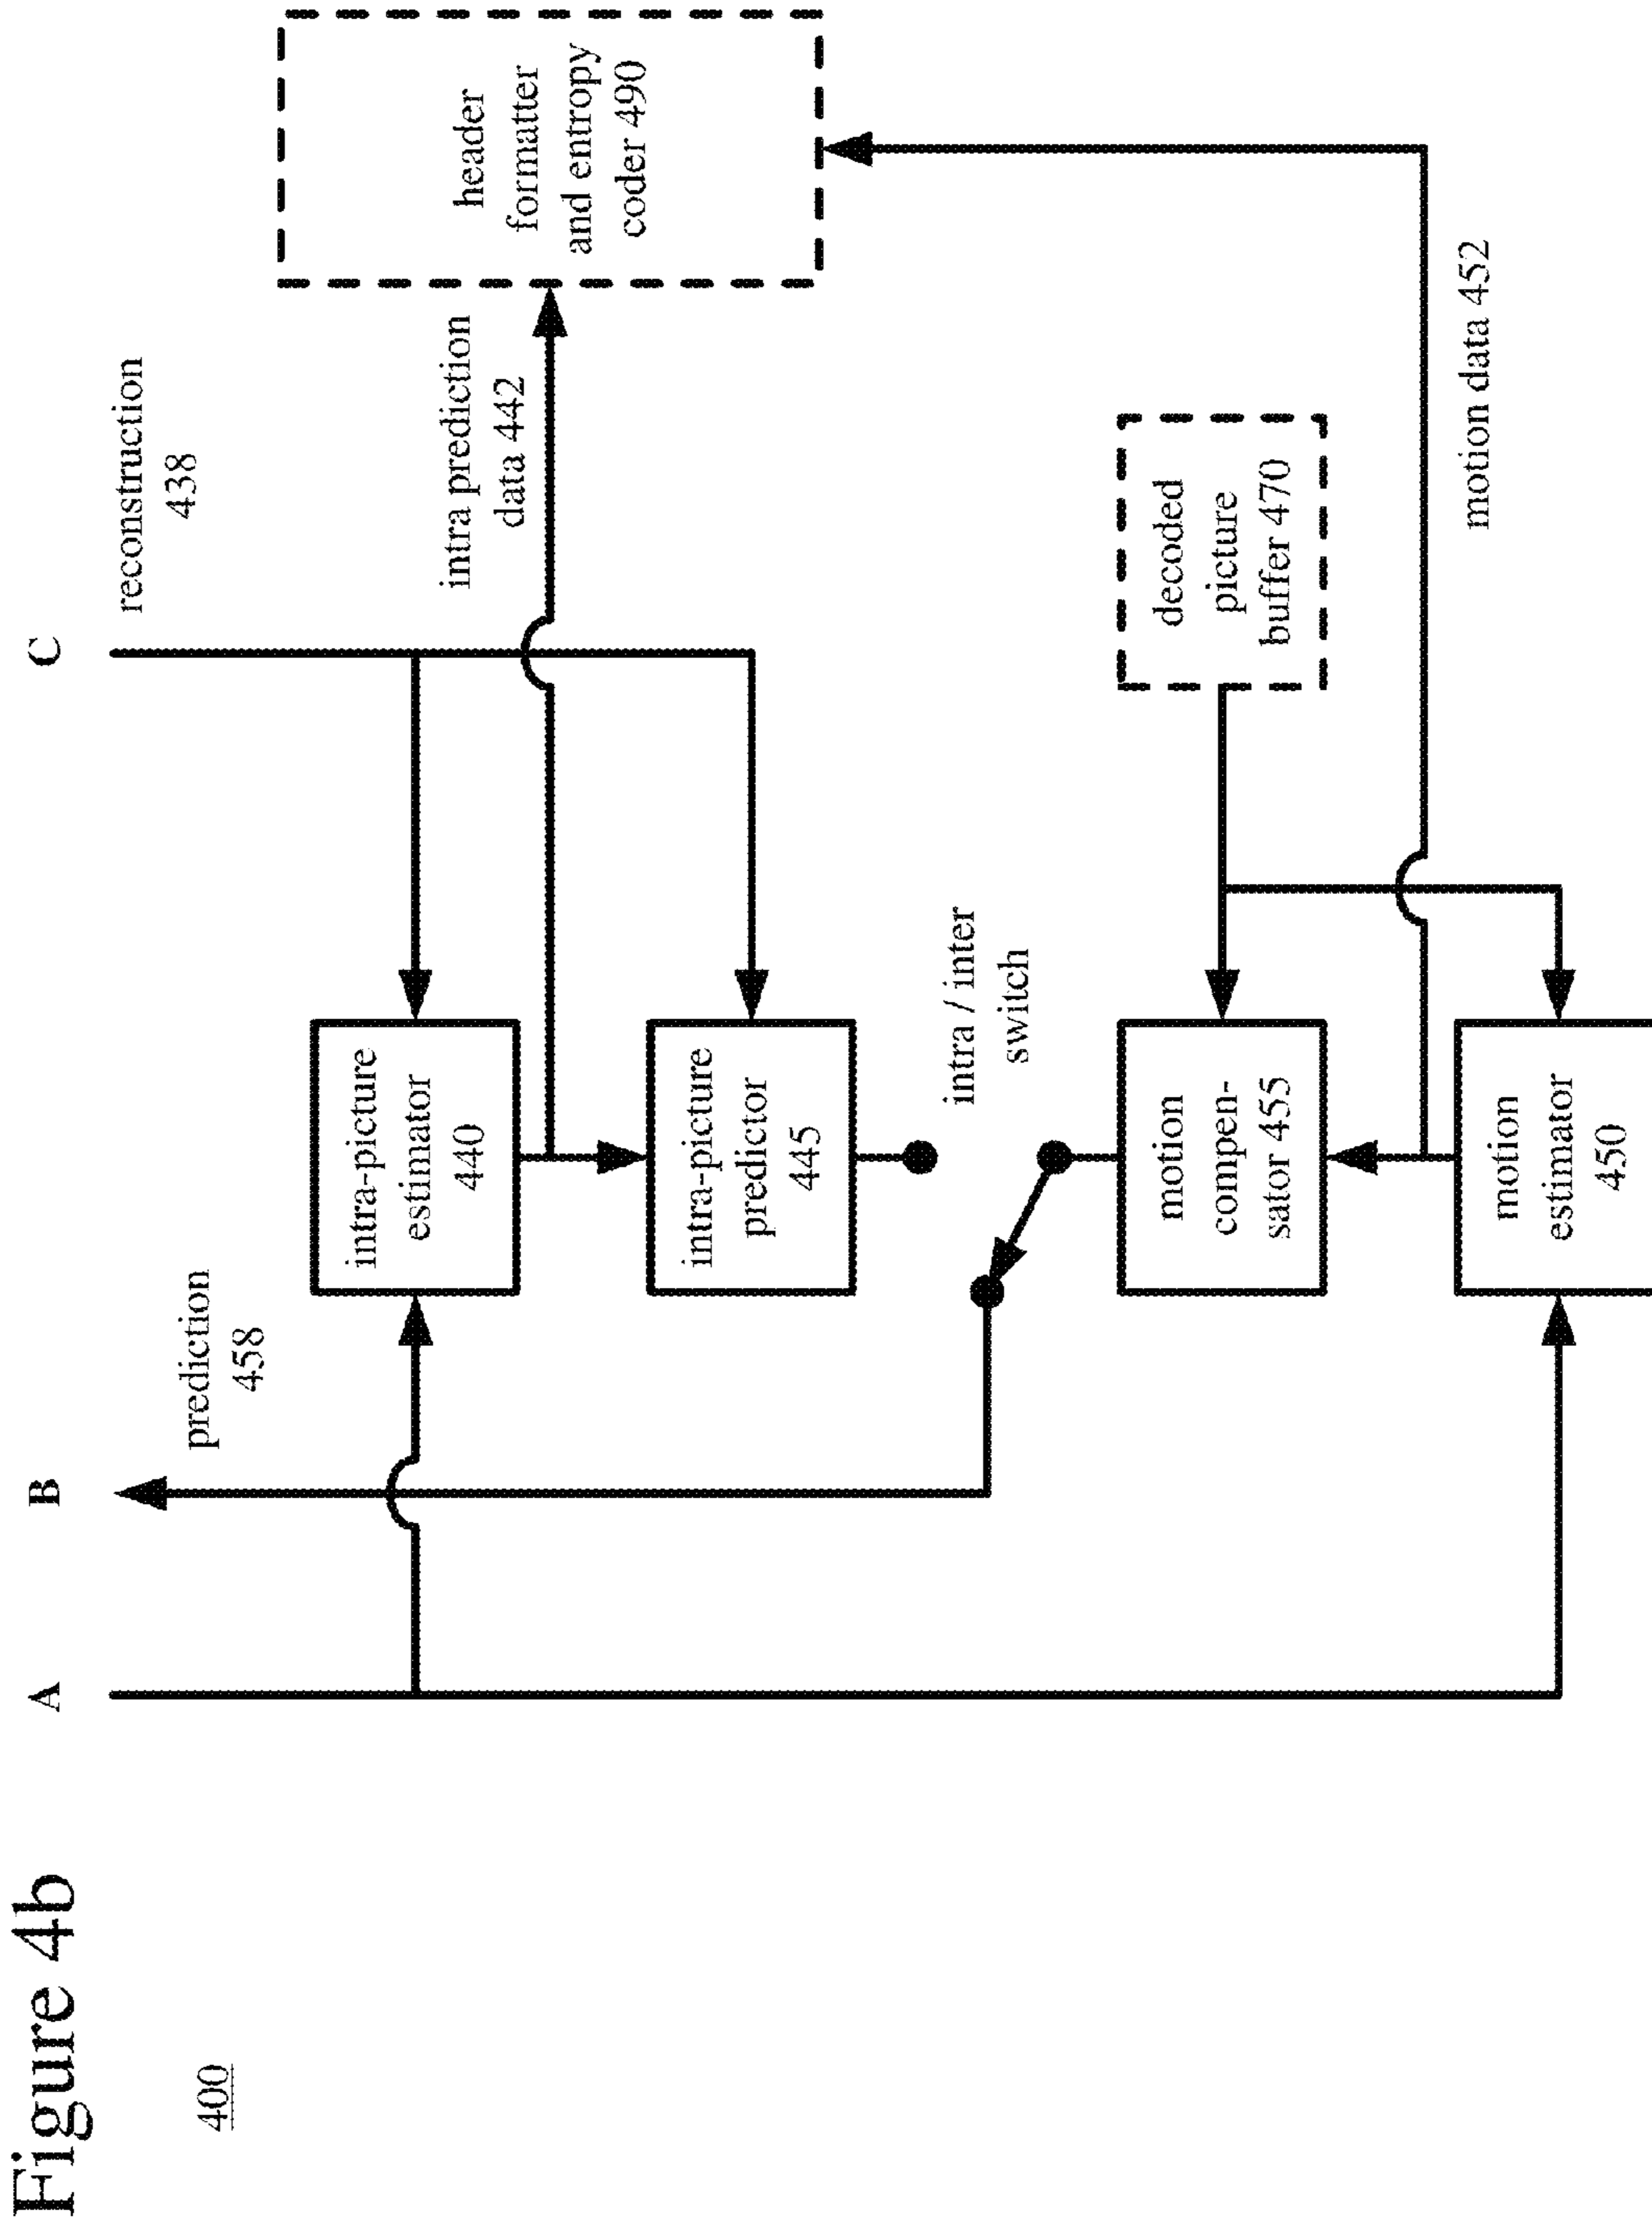 Figure 4b
400
A
B
C
prediction
458
reconstruction
438
intra-picture
estimator
440
intra prediction
data 442
header
formatter
and entropy
coder 490
intra-picture
predictor
445
intra / inter
switch
motion
compen-
sator 455
decoded
picture
buffer 470
motion
estimator
450
motion data 452